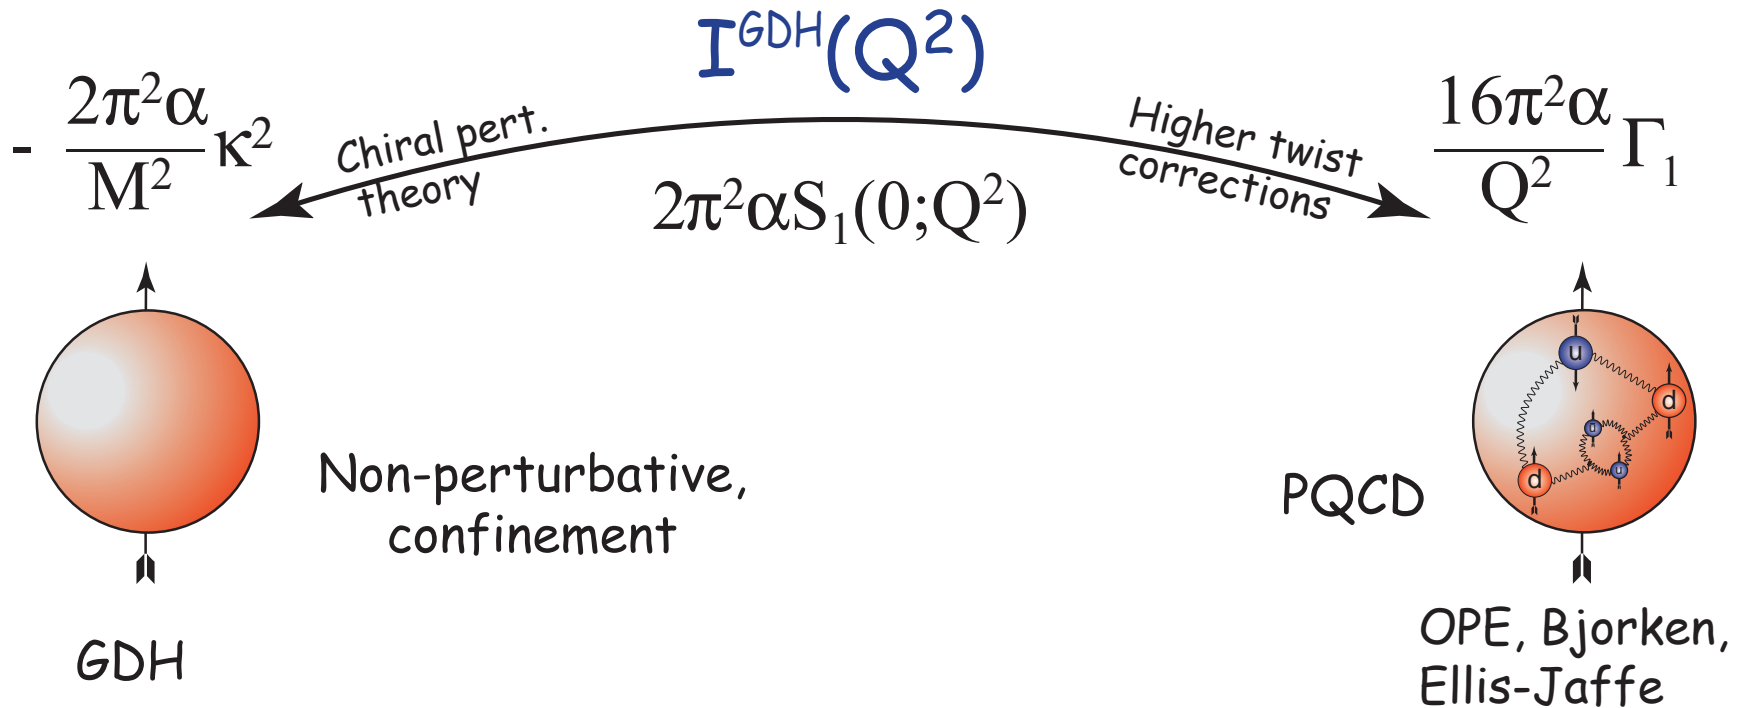 I^GDH(Q²)
- 2π²α/M² κ²
Chiral pert.
theory
2π²αS₁(0;Q²)
Higher twist
corrections
16π²α/Q² Γ₁
Non-perturbative,
confinement
GDH
PQCD
u
d
u
u
d
OPE, Bjorken,
Ellis-Jaffe